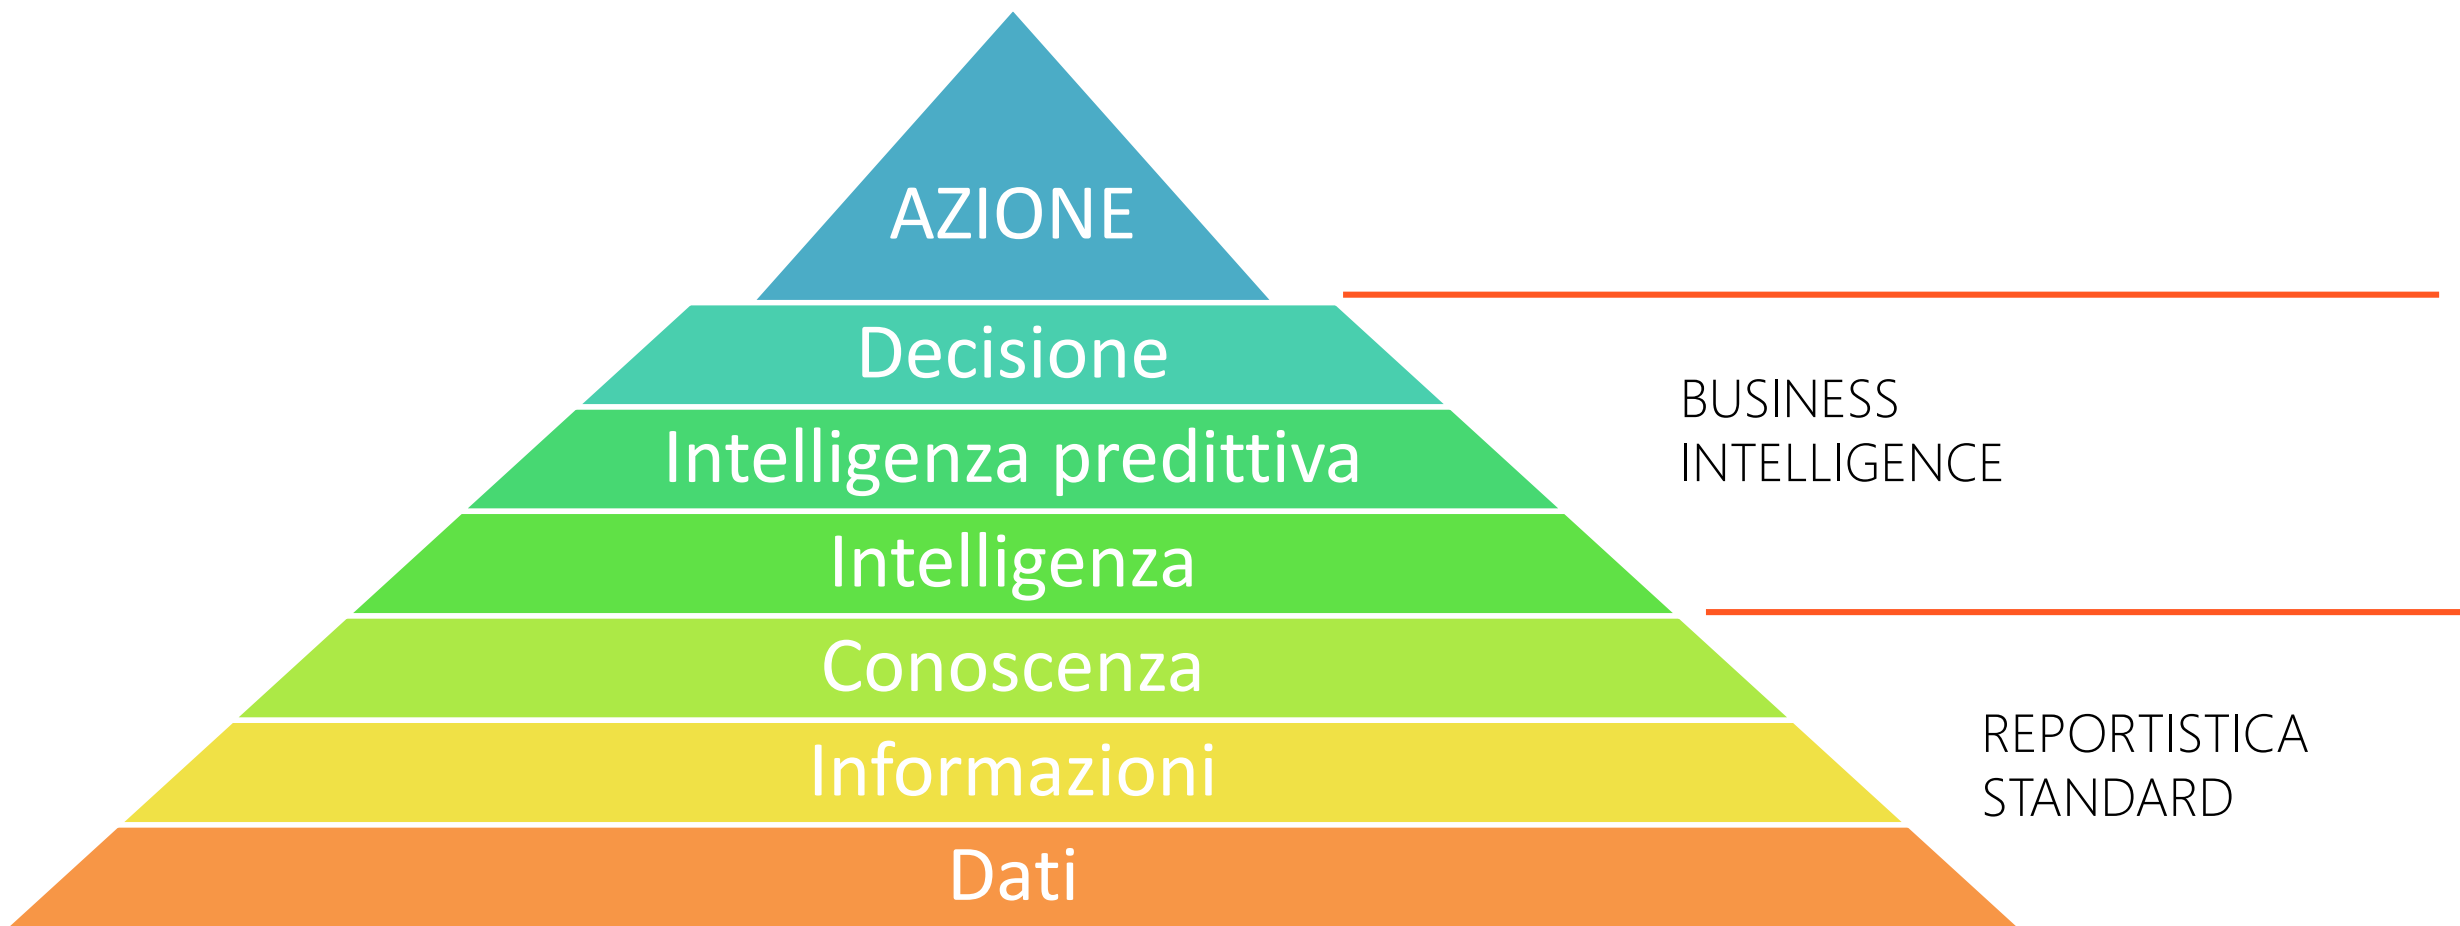 AZIONE
Decisione
Intelligenza predittiva
Intelligenza
Conoscenza
Informazioni
Dati
BUSINESS
INTELLIGENCE
REPORTISTICA
STANDARD